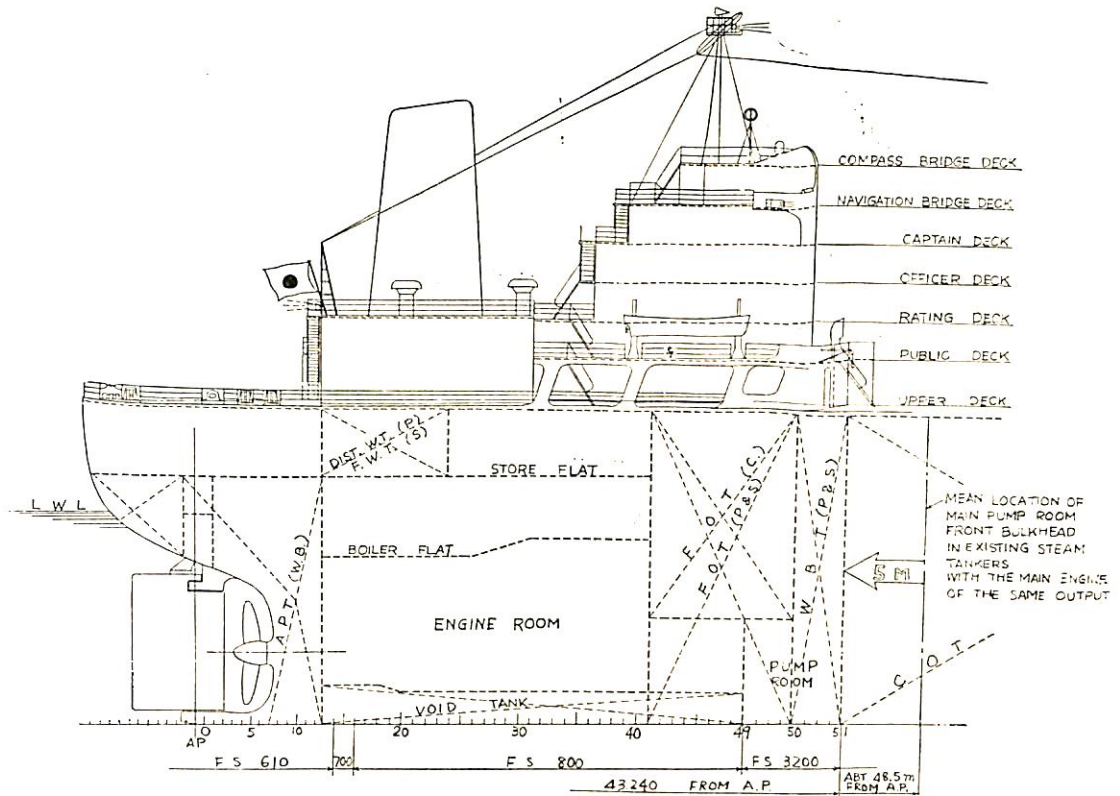 COMPASS BRIDGE DECK
NAVIGATION BRIDGE DECK
CAPTAIN DECK
OFFICER DECK
RATING DECK
PUBLIC DECK
UPPER DECK
DIST. W.T. (P)
F.W.T. (S)
STORE FLAT
L W L
BOILER FLAT
A P T (W.B.)
ENGINE ROOM
F O T (C.)
F.O.T (P&S)
W B T (P & S)
MEAN LOCATION OF
MAIN PUMP ROOM
FRONT BULKHEAD
IN EXISTING STEAM
TANKERS
WITH THE MAIN ENGINE
OF THE SAME OUTPUT
5 M
PUMP
ROOM
C O T
VOID TANK
AP
0 5 10 20 30 40 49 50 51
F S 610
700
F S 800
F S 3200
43.240 FROM A.P.
ABT 48.5m
FROM A.P.